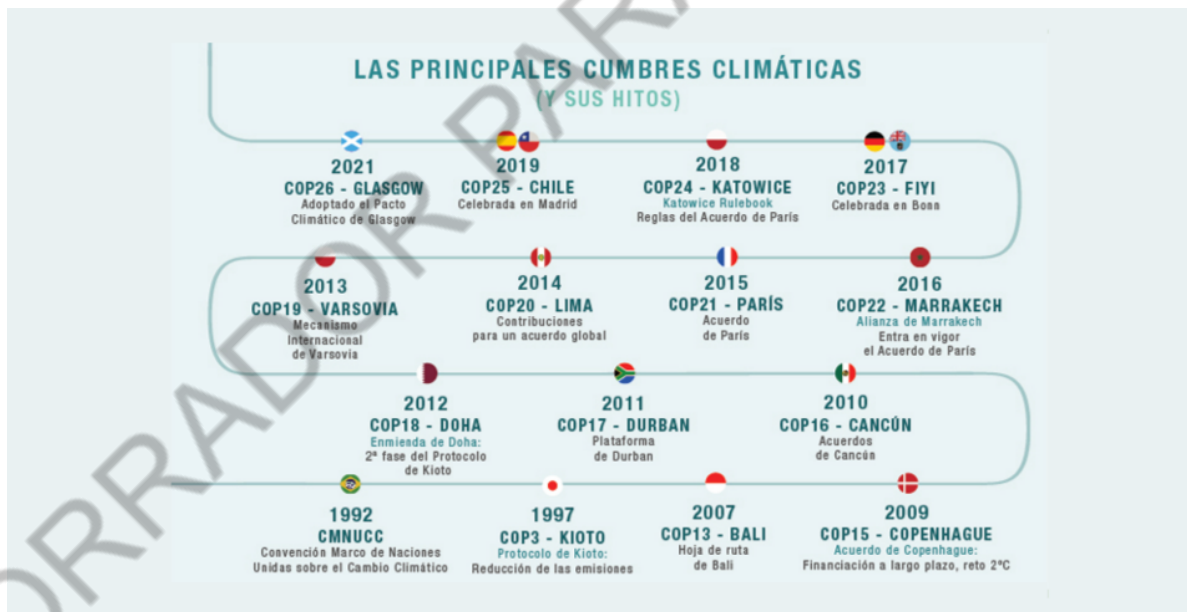 LAS PRINCIPALES CUMBRES CLIMÁTICAS
(Y SUS HITOS)
2021
COP26 - GLASGOW
Adoptado el Pacto
Climático de Glasgow
2019
COP25 - CHILE
Celebrada en Madrid
2018
COP24 - KATOWICE
Katowice Rulebook
Reglas del Acuerdo de París
2017
COP23 - FIYI
Celebrada en Bonn
2013
COP19 - VARSOVIA
Mecanismo
Internacional
de Varsovia
2014
COP20 - LIMA
Contribuciones
para un acuerdo global
2015
COP21 - PARÍS
Acuerdo
de París
2016
COP22 - MARRAKECH
Alianza de Marrakech
Entra en vigor
el Acuerdo de París
2012
COP18 - DOHA
Enmienda de Doha:
2ª fase del Protocolo
de Kioto
2011
COP17 - DURBAN
Plataforma
de Durban
2010
COP16 - CANCÚN
Acuerdos
de Cancún
1992
CMNUCC
Convención Marco de Naciones
Unidas sobre el Cambio Climático
1997
COP3 - KIOTO
Protocolo de Kioto:
Reducción de las emisiones
2007
COP13 - BALI
Hoja de ruta
de Bali
2009
COP15 - COPENHAGUE
Acuerdo de Copenhague:
Financiación a largo plazo, reto 2ºC
ORRADOR PARA